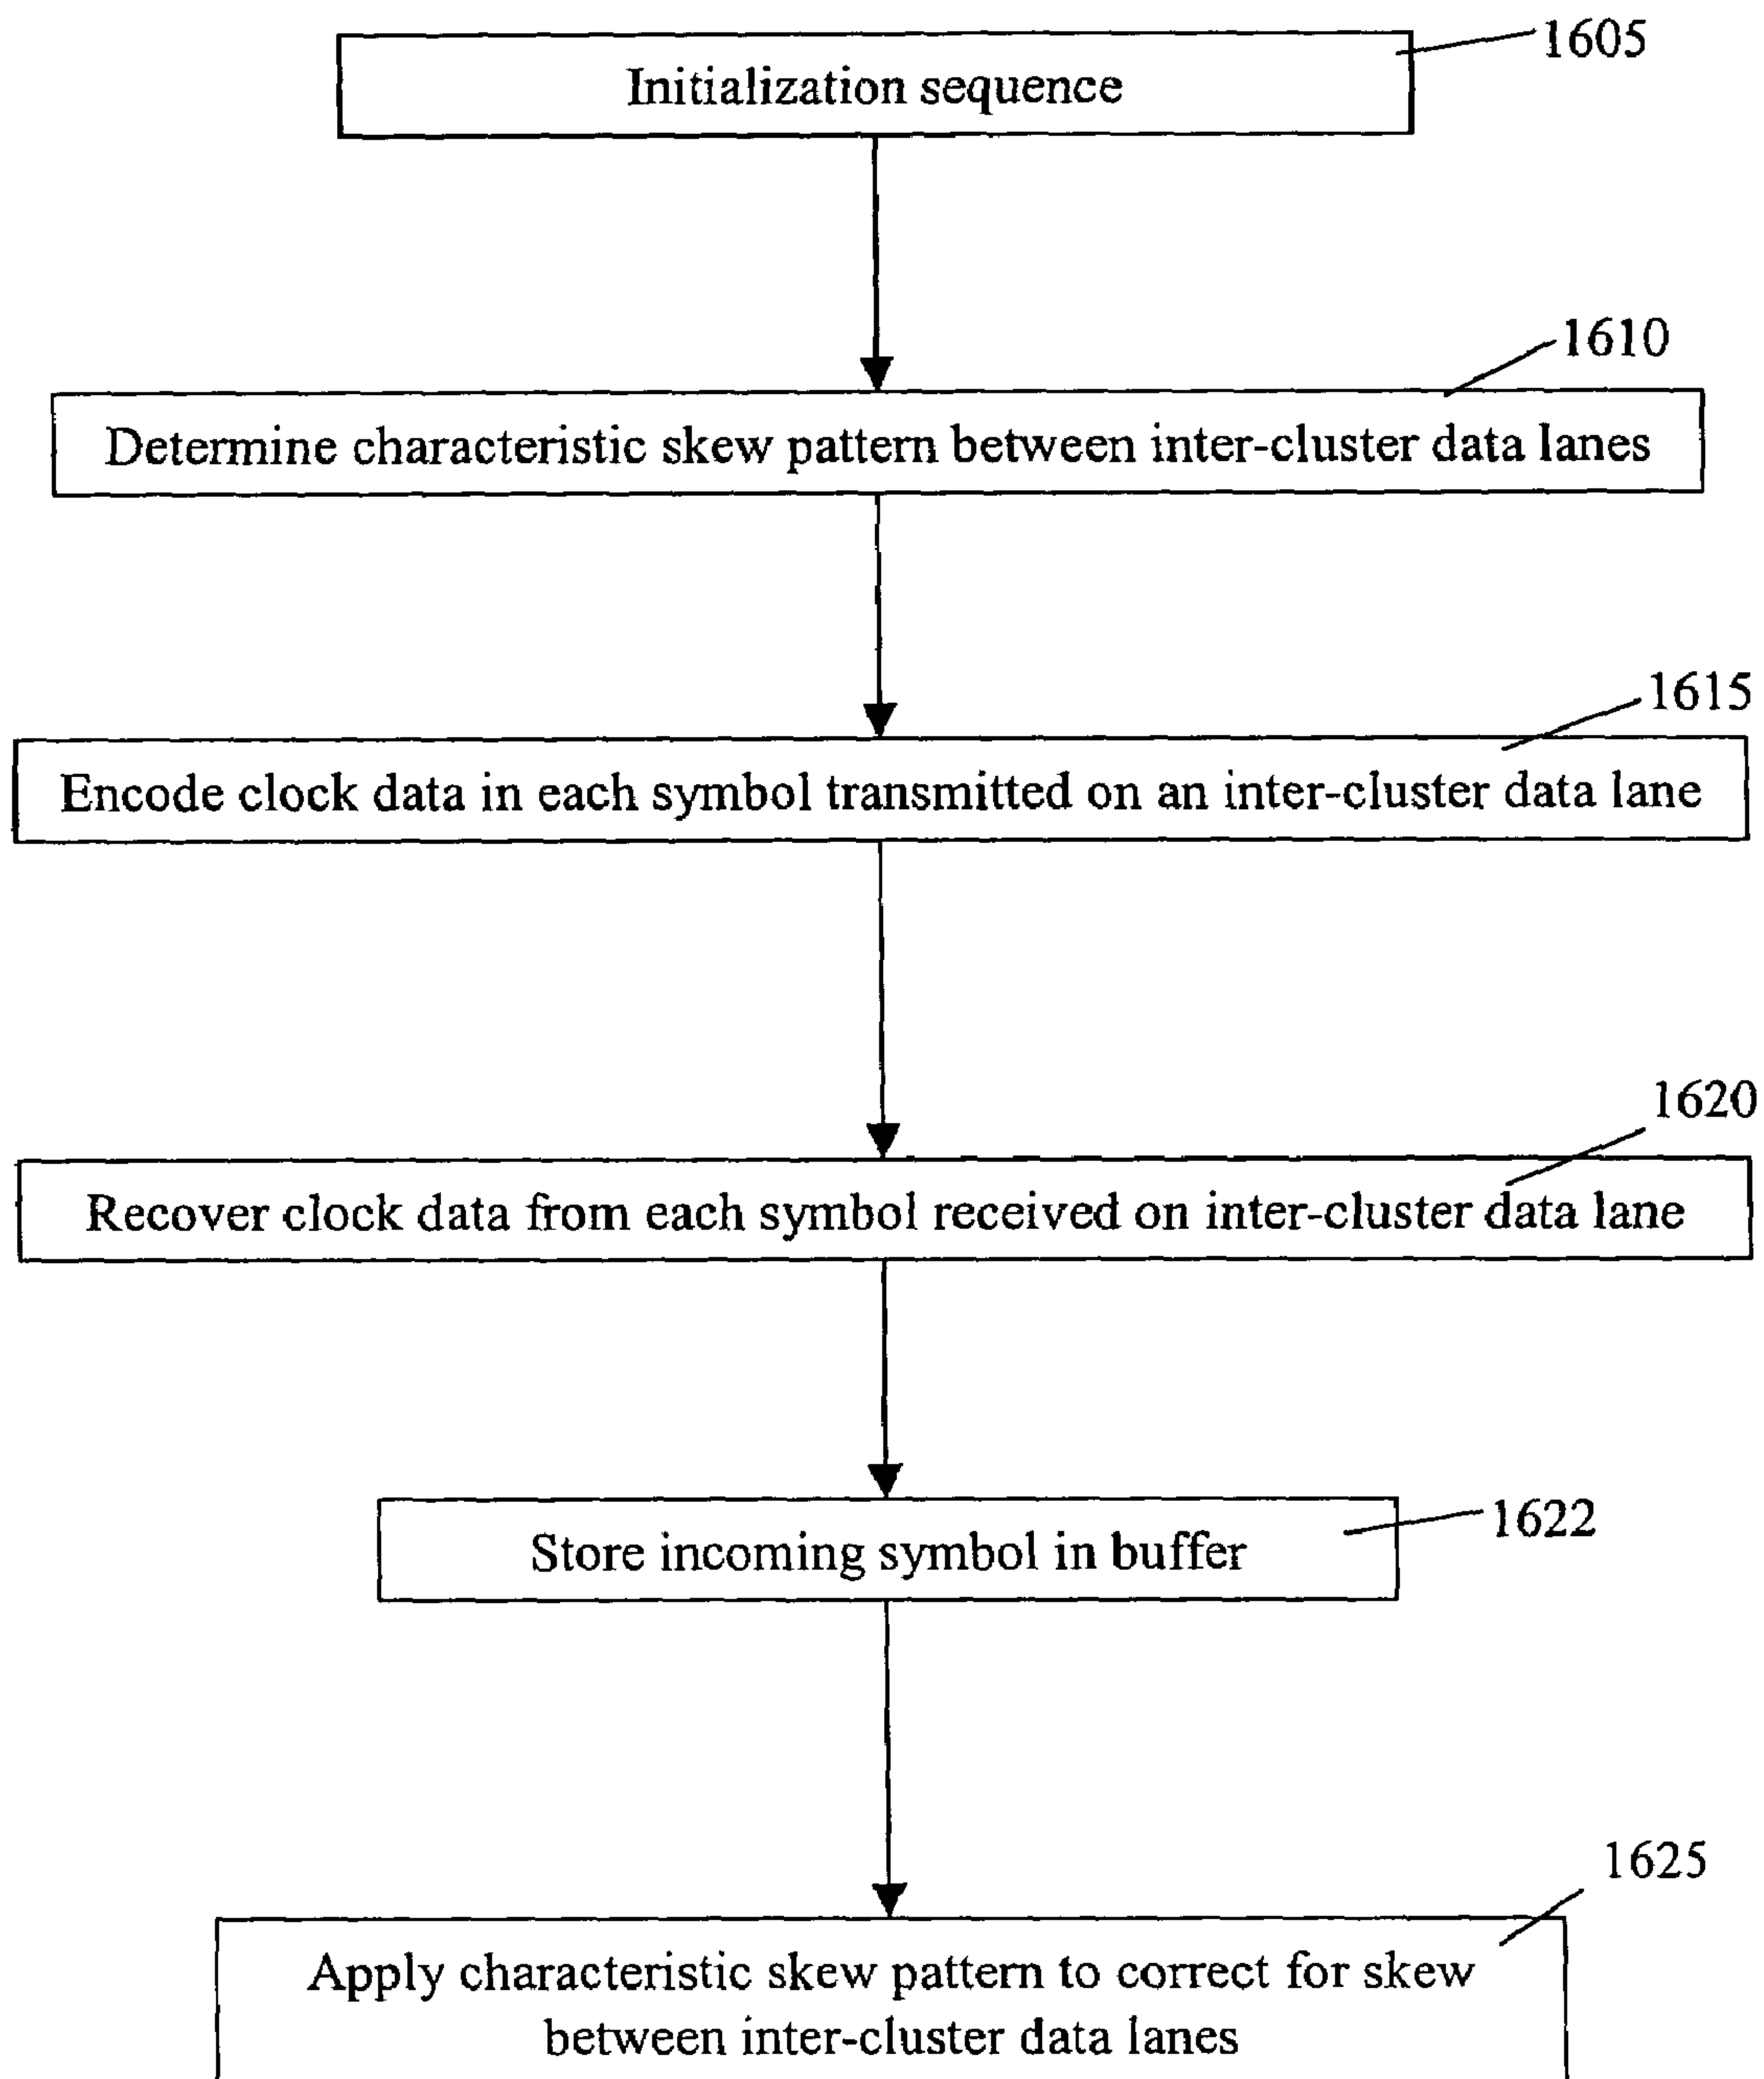 1605
Initialization sequence
1610
Determine characteristic skew pattern between inter-cluster data lanes
1615
Encode clock data in each symbol transmitted on an inter-cluster data lane
1620
Recover clock data from each symbol received on inter-cluster data lane
1622
Store incoming symbol in buffer
1625
Apply characteristic skew pattern to correct for skew
between inter-cluster data lanes